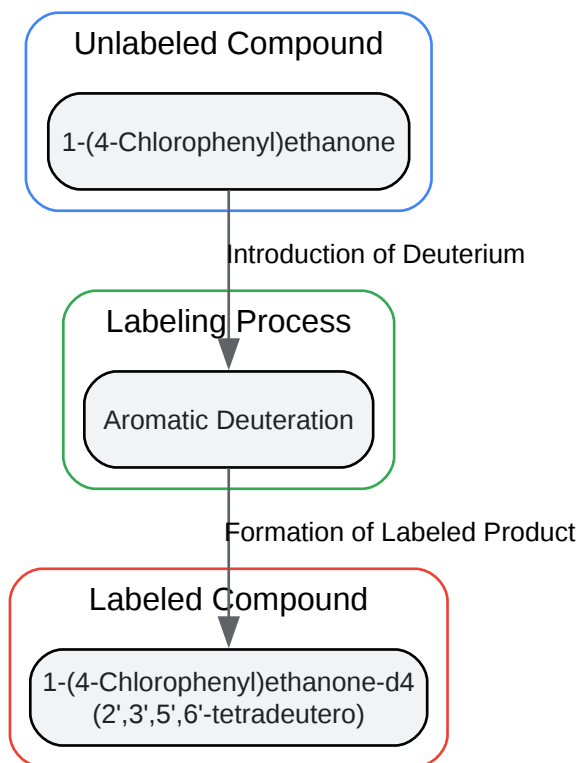 Unlabeled Compound
1-(4-Chlorophenyl)ethanone
Introduction of Deuterium
Labeling Process
Aromatic Deuteration
Formation of Labeled Product
Labeled Compound
1-(4-Chlorophenyl)ethanone-d4
(2',3',5',6'-tetradeutero)